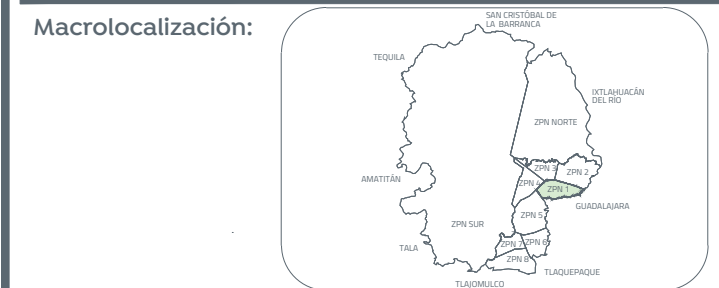 Macrolocalización:
SAN CRISTÓBAL DE
LA BARRANCA
TEQUILA
IXTLAHUACÁN
DEL RÍO
ZPN NORTE
ZPN 3
ZPN 2
AMATITÁN
ZPN 4
ZPN 1
GUADALAJARA
ZPN 5
ZPN SUR
TALA
ZPN 7
ZPN 6
ZPN 8
TLAQUEPAQUE
TLAJOMULCO